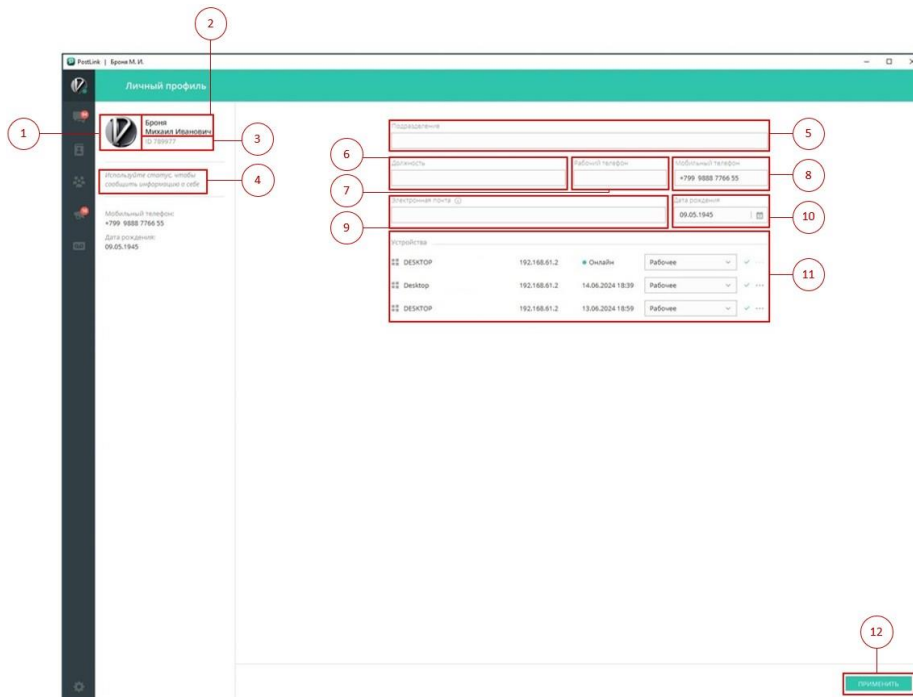 2
PostLink | Броня М. И.
Личный профиль
1
Броня
Михаил Иванович
ID 789977
3
Используйте статус, чтобы
сообщить информацию о себе
4
Мобильный телефон:
+799 9888 7766 55
Дата рождения:
09.05.1945
Подразделение
5
6
Должность
Рабочий телефон
Мобильный телефон
+799 9888 7766 55
8
7
Электронная почта
Дата рождения
09.05.1945
10
9
Устройства
DESKTOP 192.168.61.2 Онлайн Рабочее
11
Desktop 192.168.61.2 14.06.2024 18:39 Рабочее
DESKTOP 192.168.61.2 13.06.2024 18:59 Рабочее
12
ПРИМЕНИТЬ